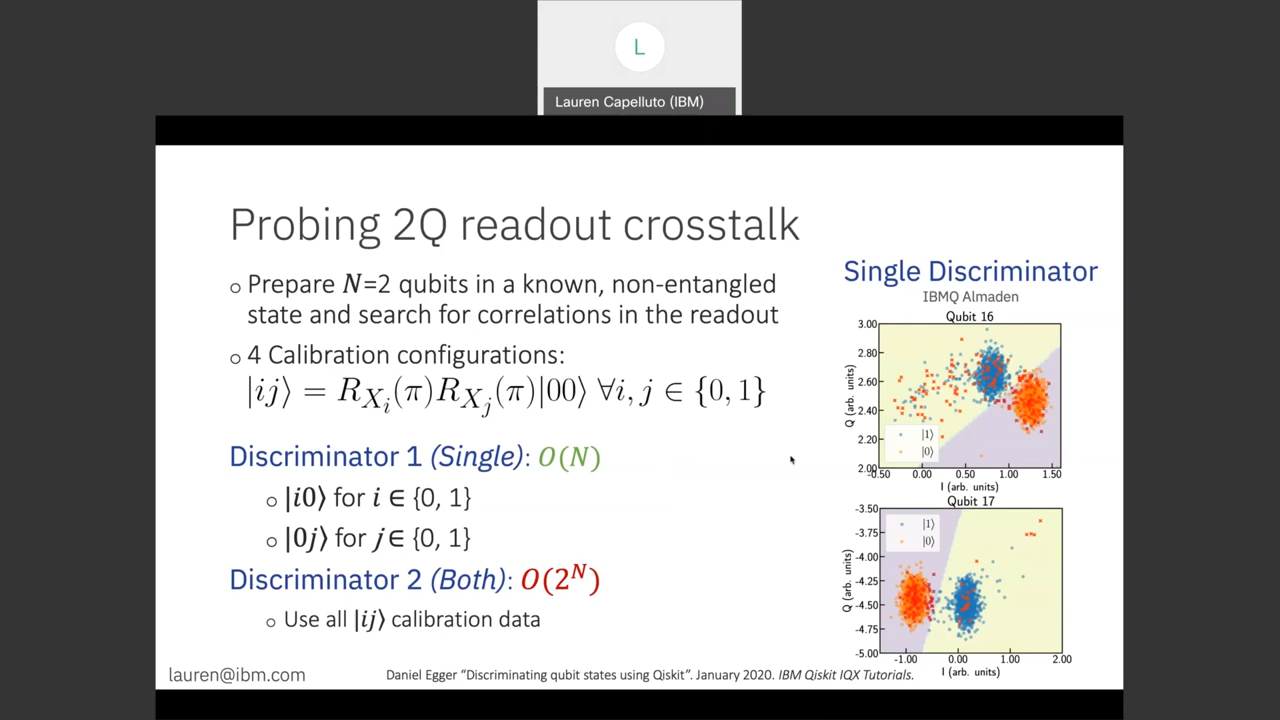 L
Lauren Capelluto (IBM)
Probing 2Q readout crosstalk
○ Prepare N=2 qubits in a known, non-entangled
state and search for correlations in the readout
○ 4 Calibration configurations:
|ij⟩ = R_{X_i}(π)R_{X_j}(π)|00⟩ ∀i, j ∈ {0, 1}
Discriminator 1 (Single): O(N)
○ |i0⟩ for i ∈ {0, 1}
○ |0j⟩ for j ∈ {0, 1}
Discriminator 2 (Both): O(2^N)
○ Use all |ij⟩ calibration data
Single Discriminator
IBMQ Almaden
Qubit 16
3.00
2.80
2.60
2.40
2.20
2.00
Q (arb. units)
|1⟩
|0⟩
-0.50 0.00 0.50 1.00 1.50
I (arb. units)
Qubit 17
-3.50
-3.75
-4.00
-4.25
-4.50
-4.75
-5.00
Q (arb. units)
|1⟩
|0⟩
-1.00 0.00 1.00 2.00
I (arb. units)
lauren@ibm.com
Daniel Egger “Discriminating qubit states using Qiskit”. January 2020. IBM Qiskit IQX Tutorials.